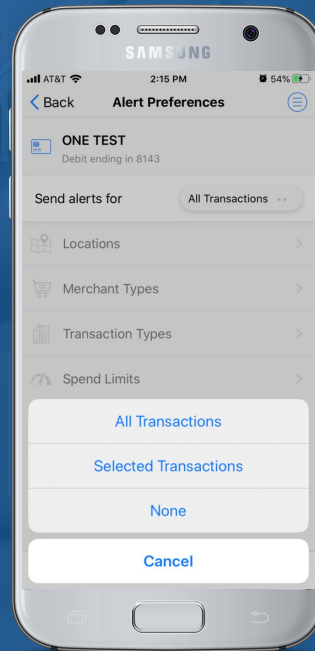 SAMSUNG
AT&T 2:15 PM 54%
Back Alert Preferences
ONE TEST
Debit ending in 8143
Send alerts for All Transactions
Locations
Merchant Types
Transaction Types
Spend Limits
All Transactions
Selected Transactions
None
Cancel